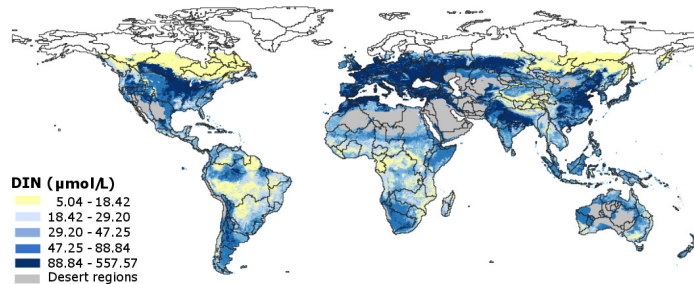 DIN (μmol/L)
5.04 - 18.42
18.42 - 29.20
29.20 - 47.25
47.25 - 88.84
88.84 - 557.57
Desert regions